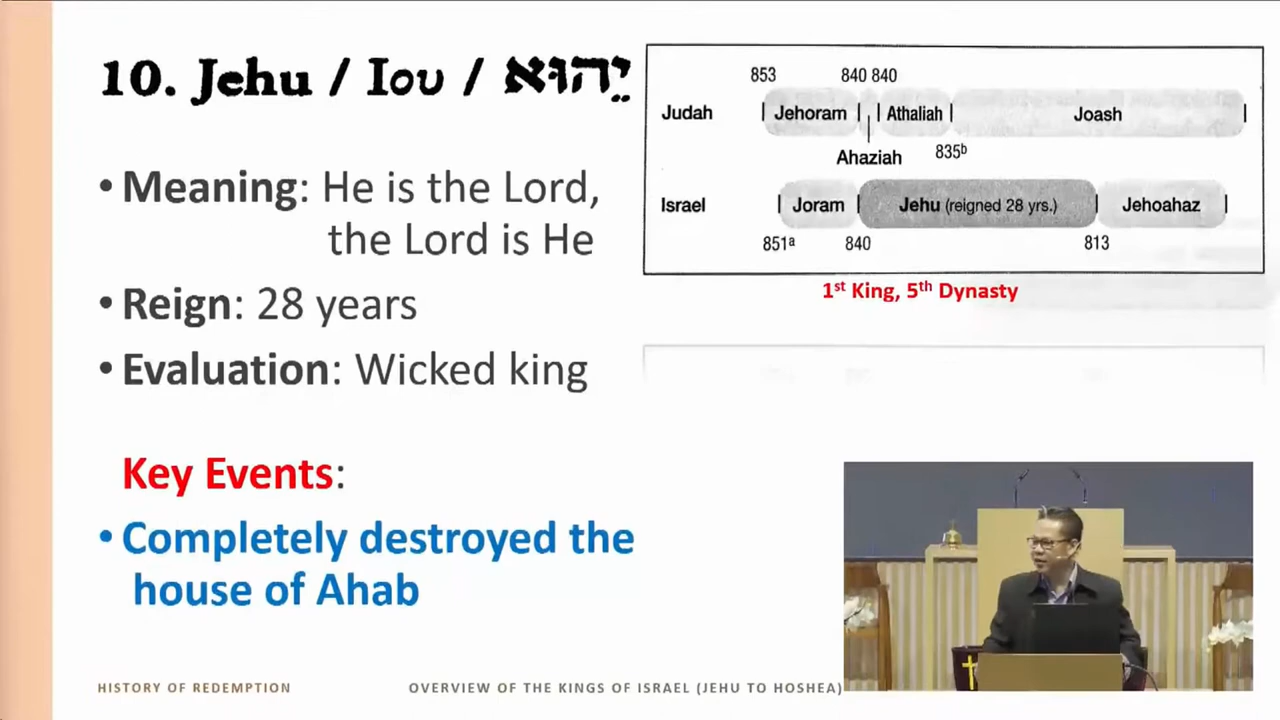 10. Jehu / Ιου / יֵהוּא
• Meaning: He is the Lord,
the Lord is He
• Reign: 28 years
• Evaluation: Wicked king
Key Events:
• Completely destroyed the
house of Ahab
853 840 840
Judah Jehoram Athaliah Joash
Ahaziah 835ᵇ
Israel Joram Jehu (reigned 28 yrs.) Jehoahaz
851ᵃ 840 813
1ˢᵗ King, 5ᵗʰ Dynasty
HISTORY OF REDEMPTION OVERVIEW OF THE KINGS OF ISRAEL (JEHU TO HOSHEA)